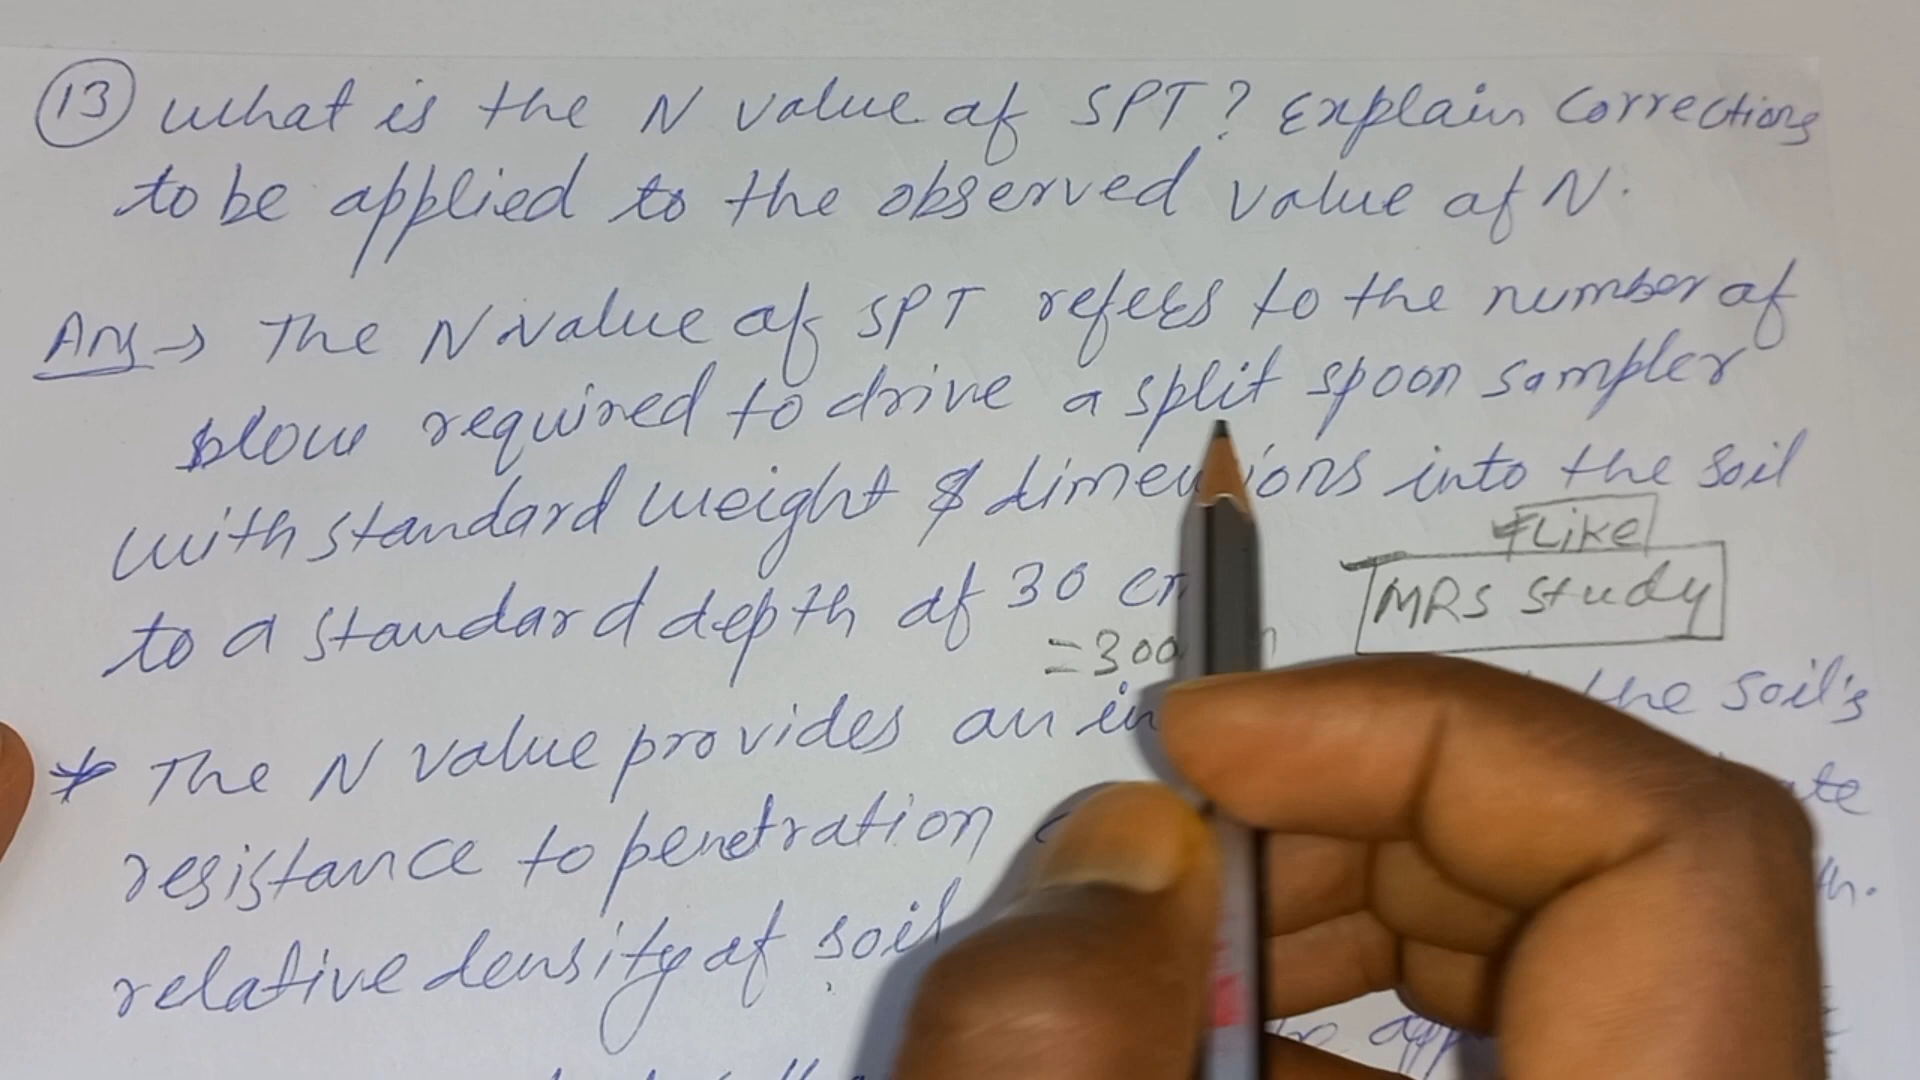 13 What is the N value of SPT? Explain Corrections
to be applied to the observed value of N.
Ans → The N value of SPT refers to the number of
blow required to drive a split spoon sampler
with standard weight & dimensions into the soil
to a standard depth of 30 cm
= 300
Like
MRS Study
* The N value provides an the soil's
resistance to penetration
relative density of soil